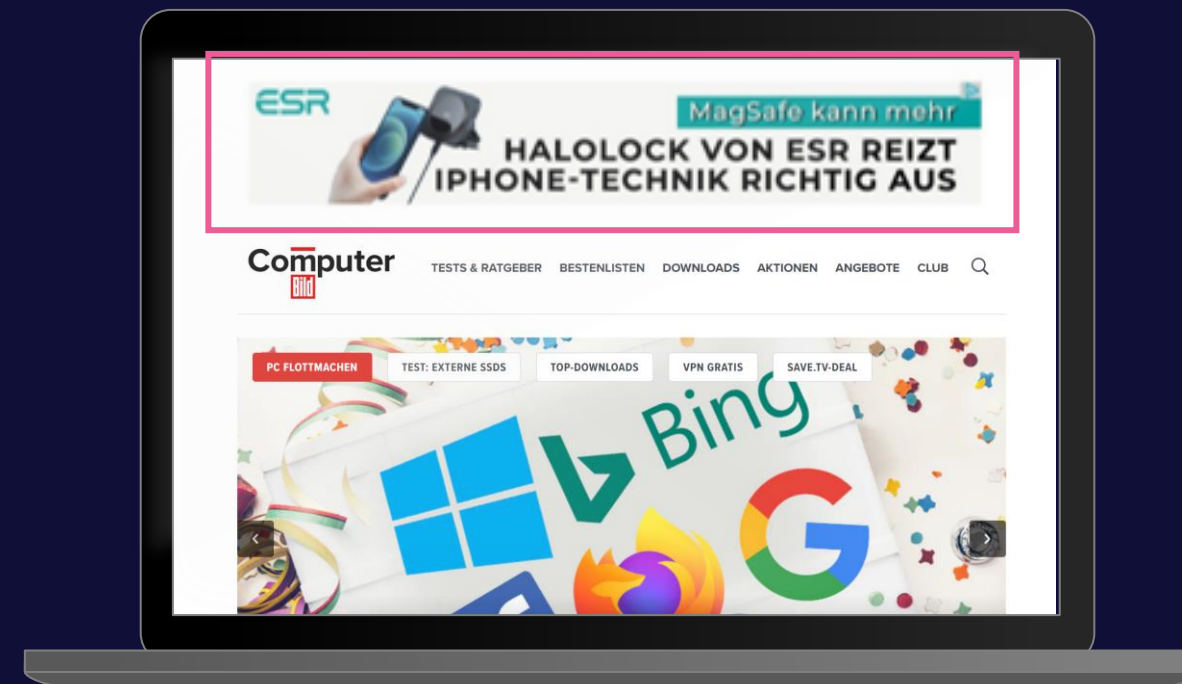 ESR
MagSafe kann mehr
HALOLOCK VON ESR REIZT
IPHONE-TECHNIK RICHTIG AUS
Computer
Bild
TESTS & RATGEBER BESTENLISTEN DOWNLOADS AKTIONEN ANGEBOTE CLUB
PC FLOTTMACHEN TEST: EXTERNE SSDS TOP-DOWNLOADS VPN GRATIS SAVE.TV-DEAL
Bing